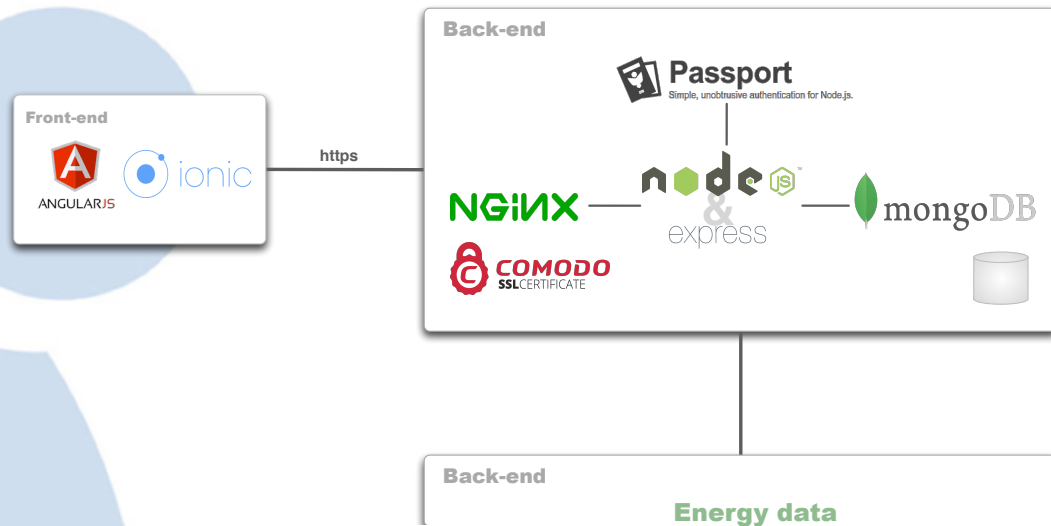 Back-end
Passport
Simple, unobtrusive authentication for Node.js.
Front-end
ANGULARJS
ionic
https
NGiNX
node JS™
&
express
mongoDB
COMODO
SSLCERTIFICATE
Back-end
Energy data